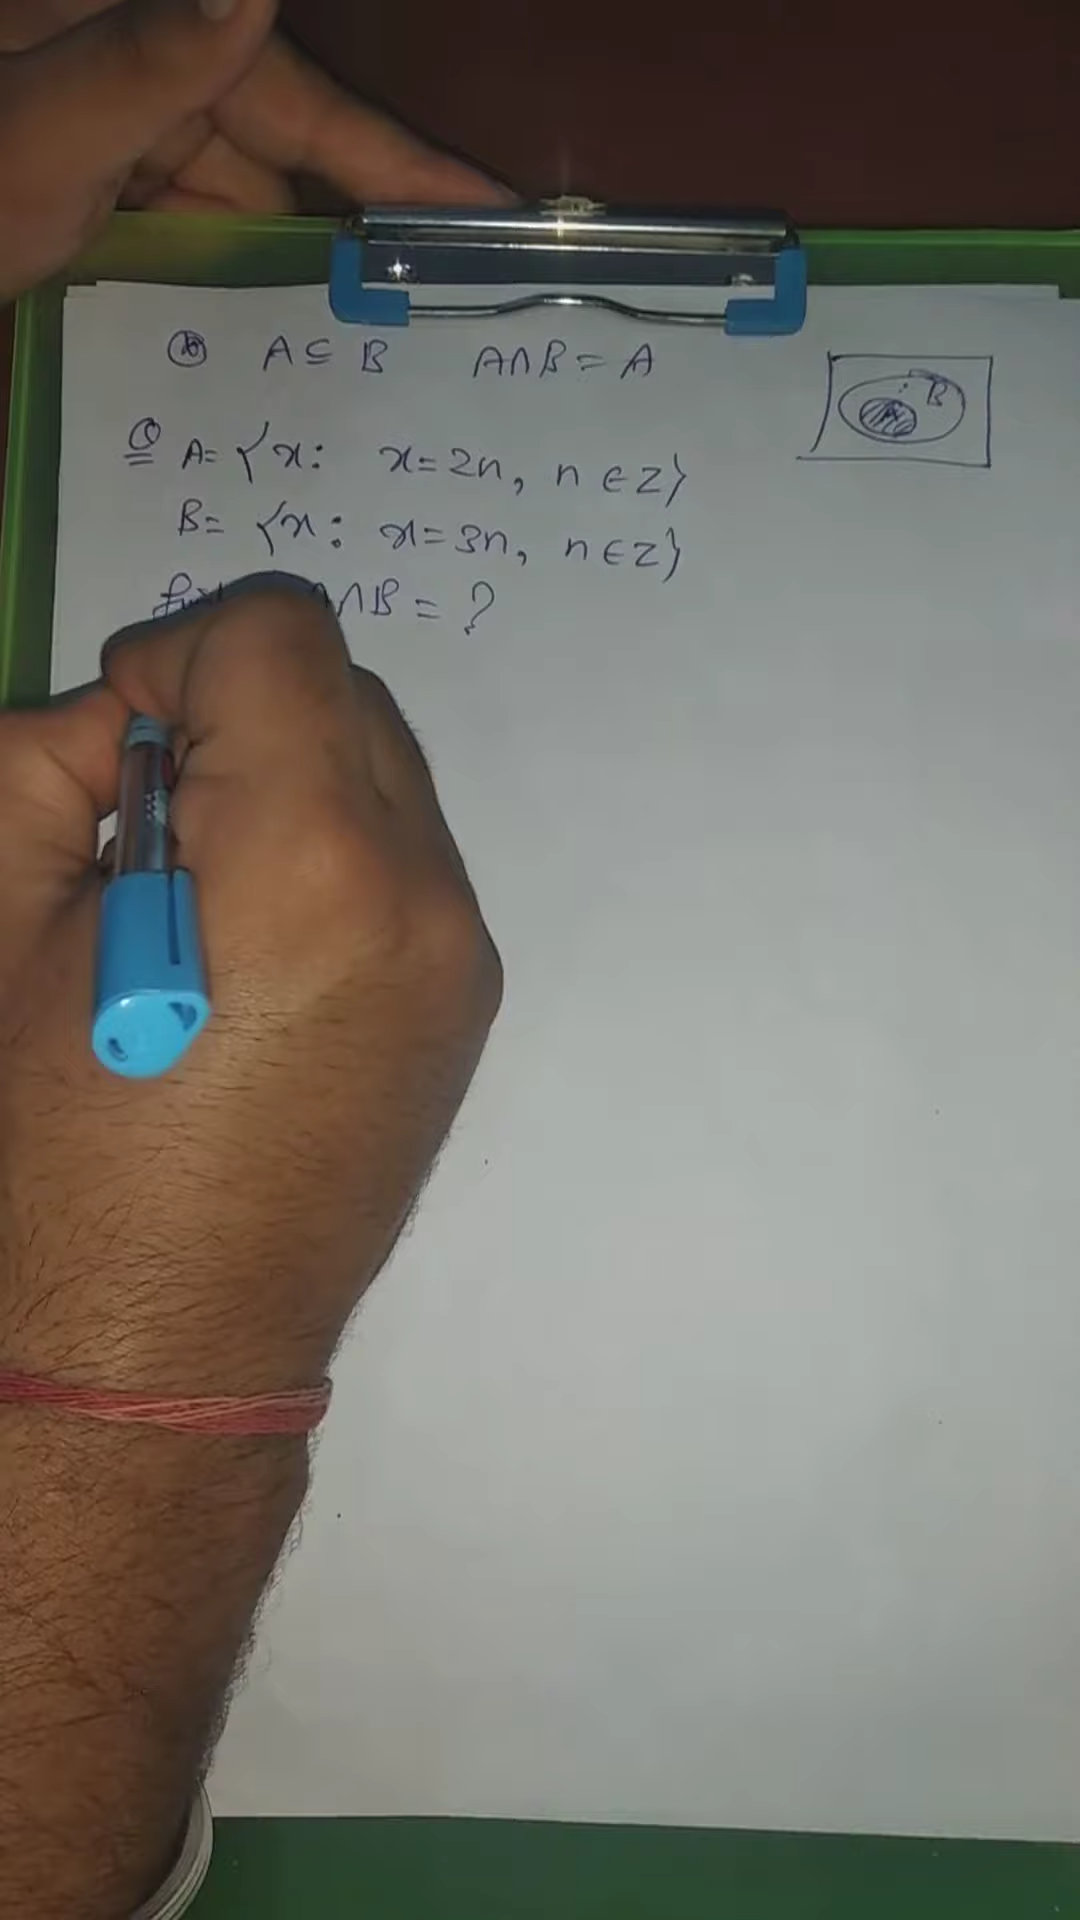 A ⊆ B A∩B = A
B
A
Q A = {x: x = 2n, n ∈ Z}
B = {x: x = 3n, n ∈ Z}
∩B = ?